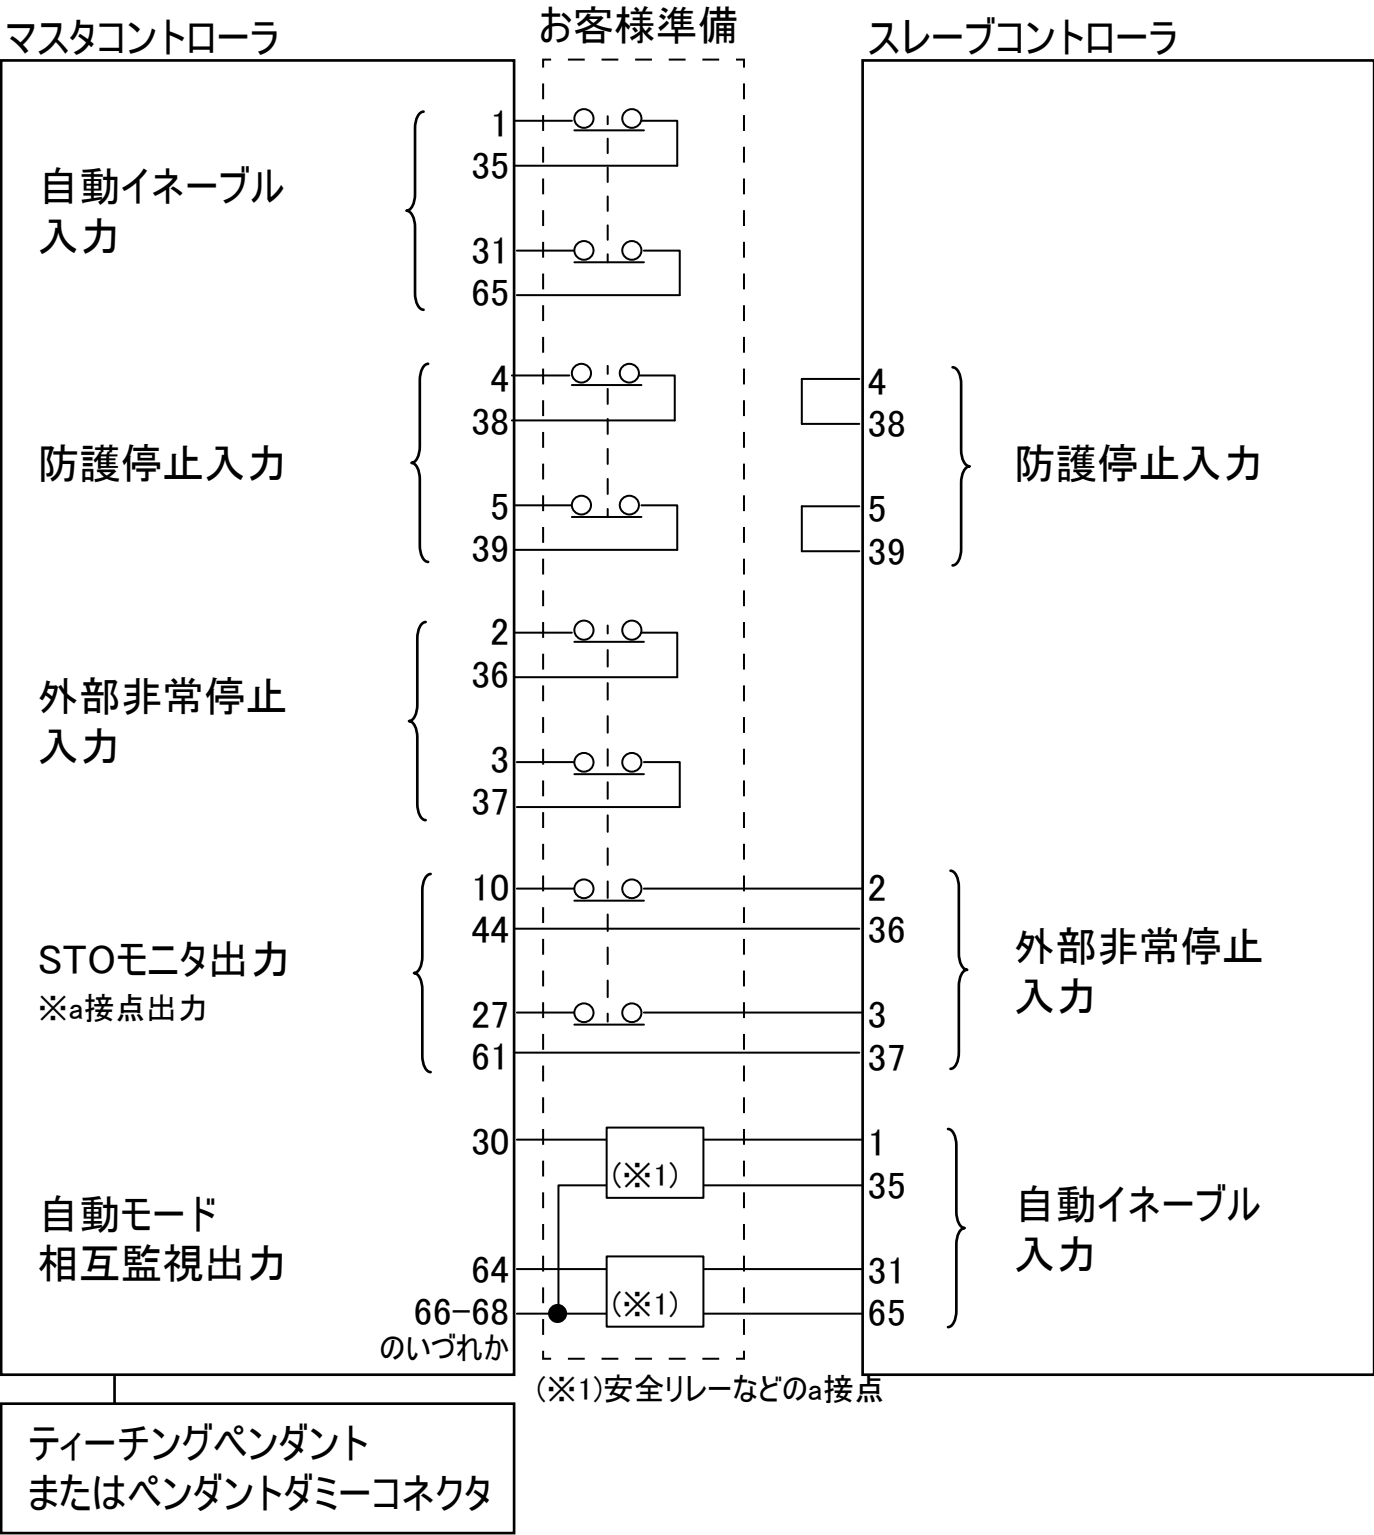 マスタコントローラ
お客様準備
スレーブコントローラ
自動イネーブル
入力
1
35
31
65
防護停止入力
4
38
5
39
4
38
5
39
防護停止入力
外部非常停止
入力
2
36
3
37
STOモニタ出力
※a接点出力
10
44
27
61
2
36
3
37
外部非常停止
入力
自動モード
相互監視出力
30
64
66-68
のいづれか
(※1)
(※1)
1
35
31
65
自動イネーブル
入力
(※1)安全リレーなどのa接点
ティーチングペンダント
またはペンダントダミーコネクタ